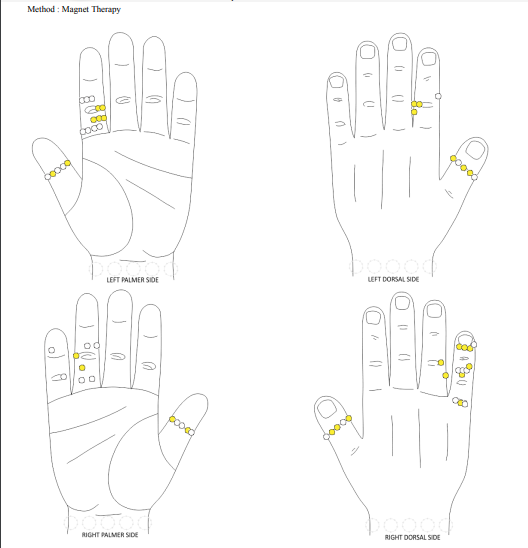 Method : Magnet Therapy
LEFT PALMER SIDE
LEFT DORSAL SIDE
RIGHT PALMER SIDE
RIGHT DORSAL SIDE